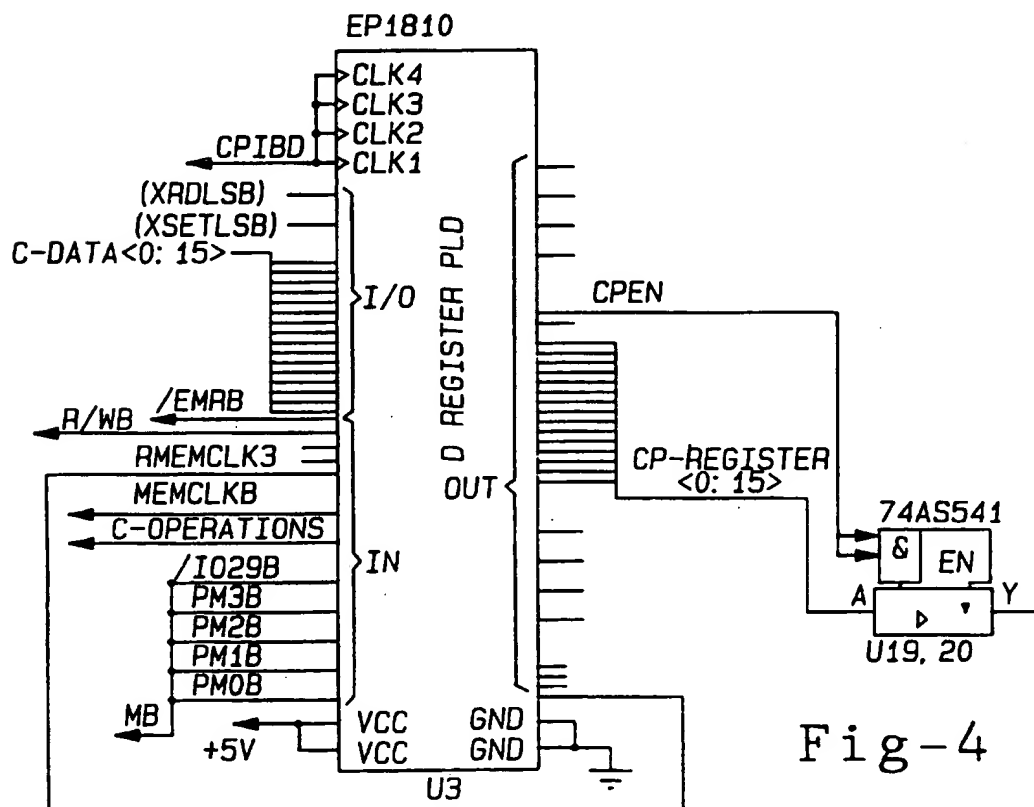 EP1810
CLK4
CLK3
CLK2
CPIBD
CLK1
(XRDLSB)
(XSETLSB)
C-DATA<0: 15>
I/O
/EMRB
R/WB
RMEMCLK3
MEMCLKB
C-OPERATIONS
IN
/IO29B
PM3B
PM2B
PM1B
PM0B
MB
+5V
VCC
VCC
GND
GND
U3
D REGISTER PLD
OUT
CPEN
CP-REGISTER
<0: 15>
74AS541
&
EN
A
Y
U19, 20
Fig-4